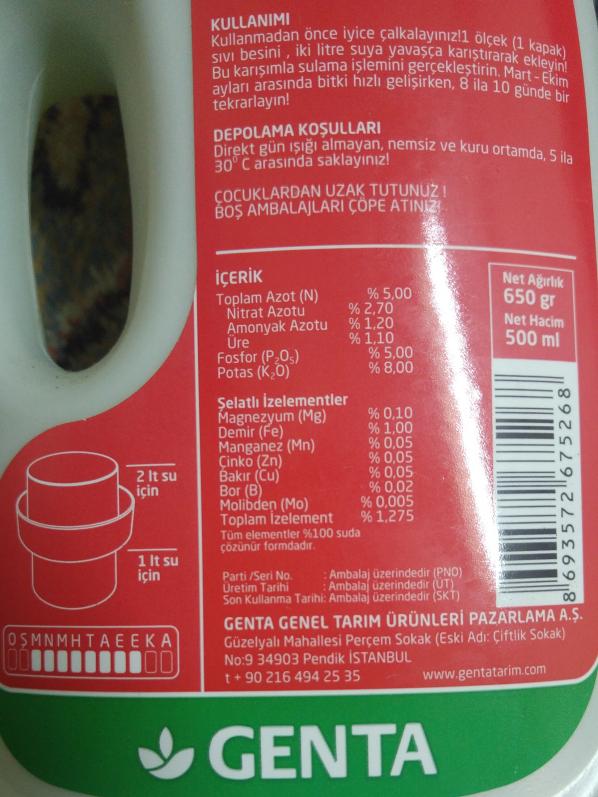 KULLANIMI
Kullanmadan önce iyice çalkalayınız!1 ölçek (1 kapak)
sıvı besini , iki litre suya yavaşça karıştırarak ekleyin!
Bu karışımla sulama işlemini gerçekleştirin. Mart - Ekim
ayları arasında bitki hızlı gelişirken, 8 ila 10 günde bir
tekrarlayın!
DEPOLAMA KOŞULLARI
Direkt gün ışığı almayan, nemsiz ve kuru ortamda, 5 ila
30° C arasında saklayınız!
ÇOCUKLARDAN UZAK TUTUNUZ !
BOŞ AMBALAJLARI ÇÖPE ATINIZ!
İÇERİK
Toplam Azot (N) % 5,00
Nitrat Azotu % 2,70
Amonyak Azotu % 1,20
Üre % 1,10
Fosfor (P₂O₅) % 5,00
Potas (K₂O) % 8,00
Şelatlı İzelementler
Magnezyum (Mg) % 0,10
Demir (Fe) % 1,00
Manganez (Mn) % 0,05
Çinko (Zn) % 0,05
Bakır (Cu) % 0,05
Bor (B) % 0,02
Molibden (Mo) % 0,005
Toplam İzelement % 1,275
Tüm elementler %100 suda
çözünür formdadır.
Net Ağırlık
650 gr
Net Hacim
500 ml
8 693572 675268
2 lt su
için
1 lt su
için
O Ş M N M H T A E E K A
Parti /Seri No. : Ambalaj üzerindedir (PNO)
Üretim Tarihi : Ambalaj üzerindedir (ÜT)
Son Kullanma Tarihi: Ambalaj üzerindedir (SKT)
GENTA GENEL TARIM ÜRÜNLERİ PAZARLAMA A.Ş.
Güzelyalı Mahallesi Perçem Sokak (Eski Adı: Çiftlik Sokak)
No:9 34903 Pendik İSTANBUL
t + 90 216 494 25 35 www.gentatarim.com
GENTA